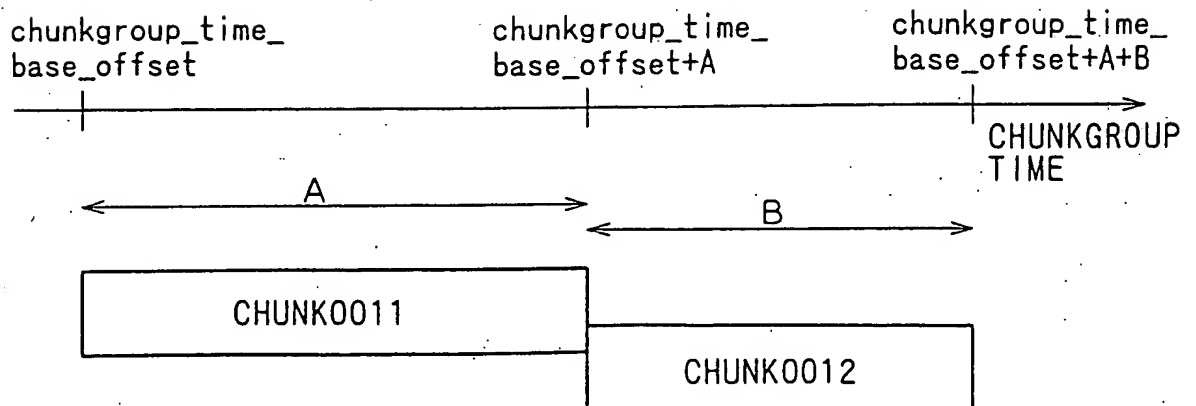 chunkgroup_time_
base_offset
chunkgroup_time_
base_offset+A
chunkgroup_time_
base_offset+A+B
CHUNKGROUP
TIME
A
B
CHUNK0011
CHUNK0012